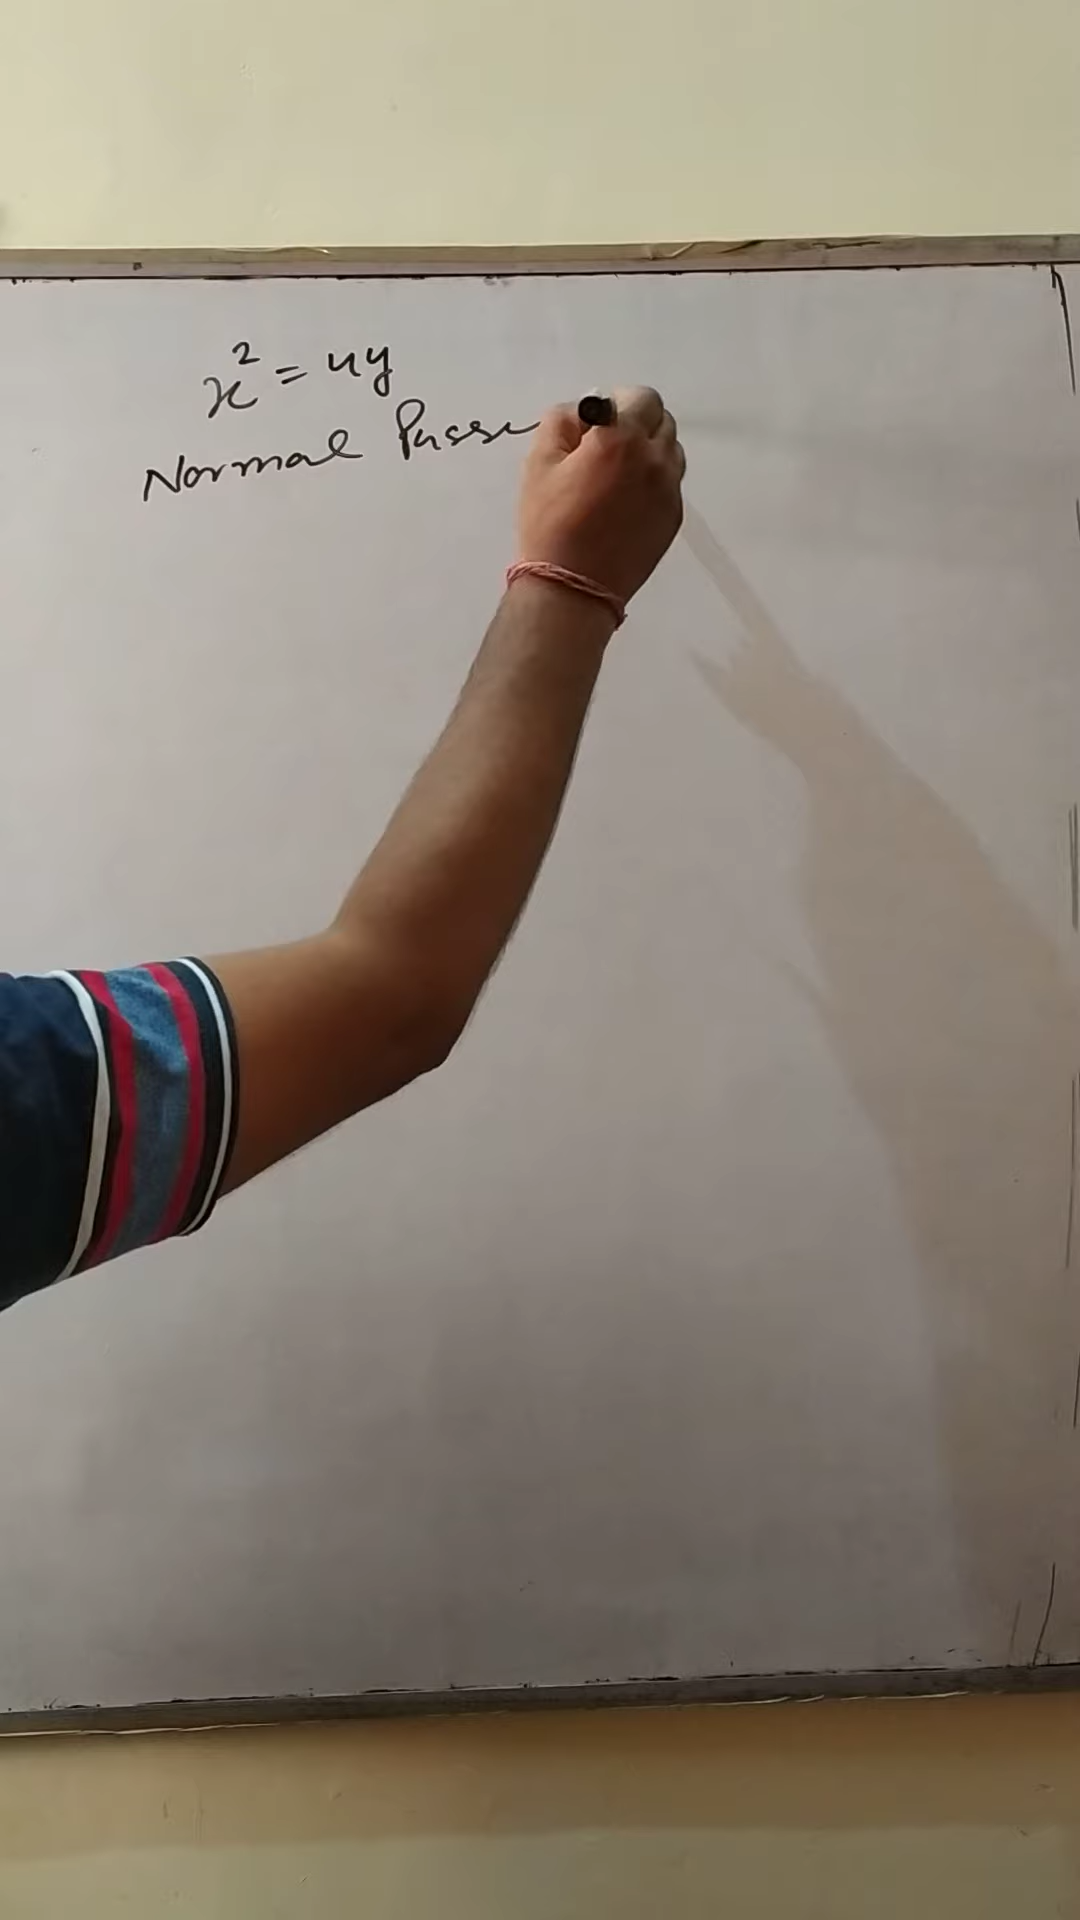 x² = 4y
Normal Passe